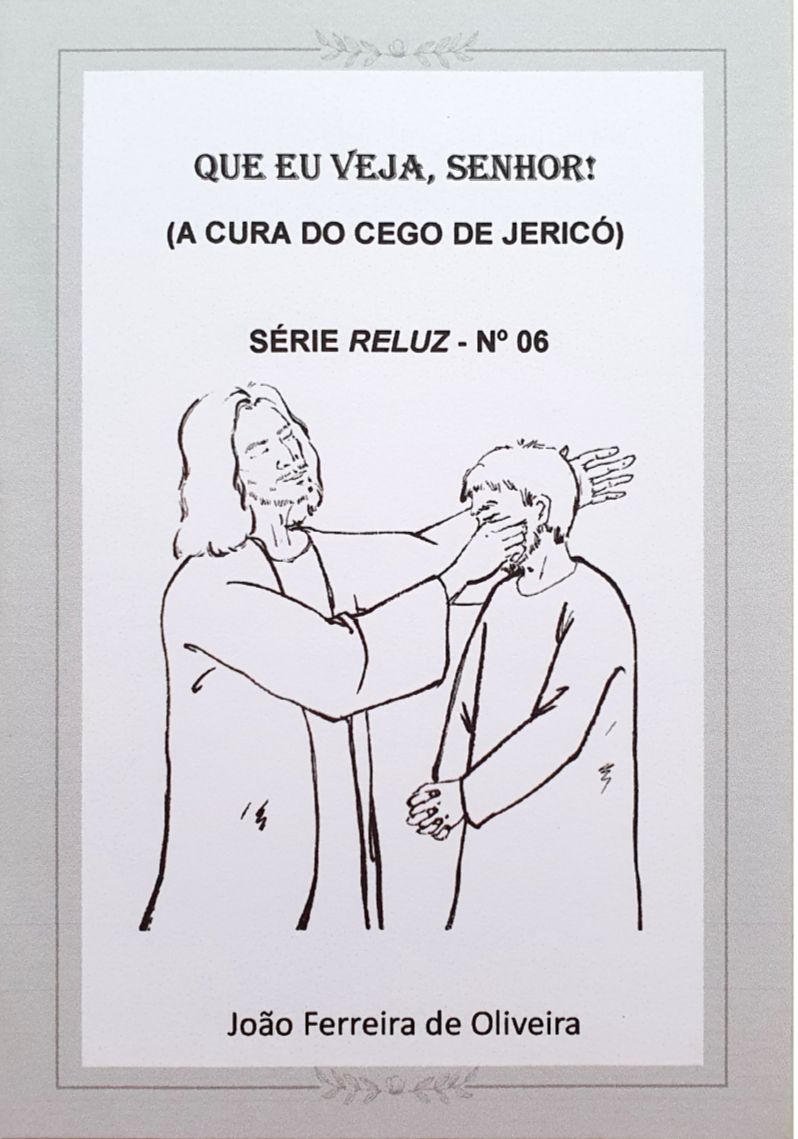 QUE EU VEJA, SENHOR!
(A CURA DO CEGO DE JERICÓ)
SÉRIE RELUZ - Nº 06
João Ferreira de Oliveira